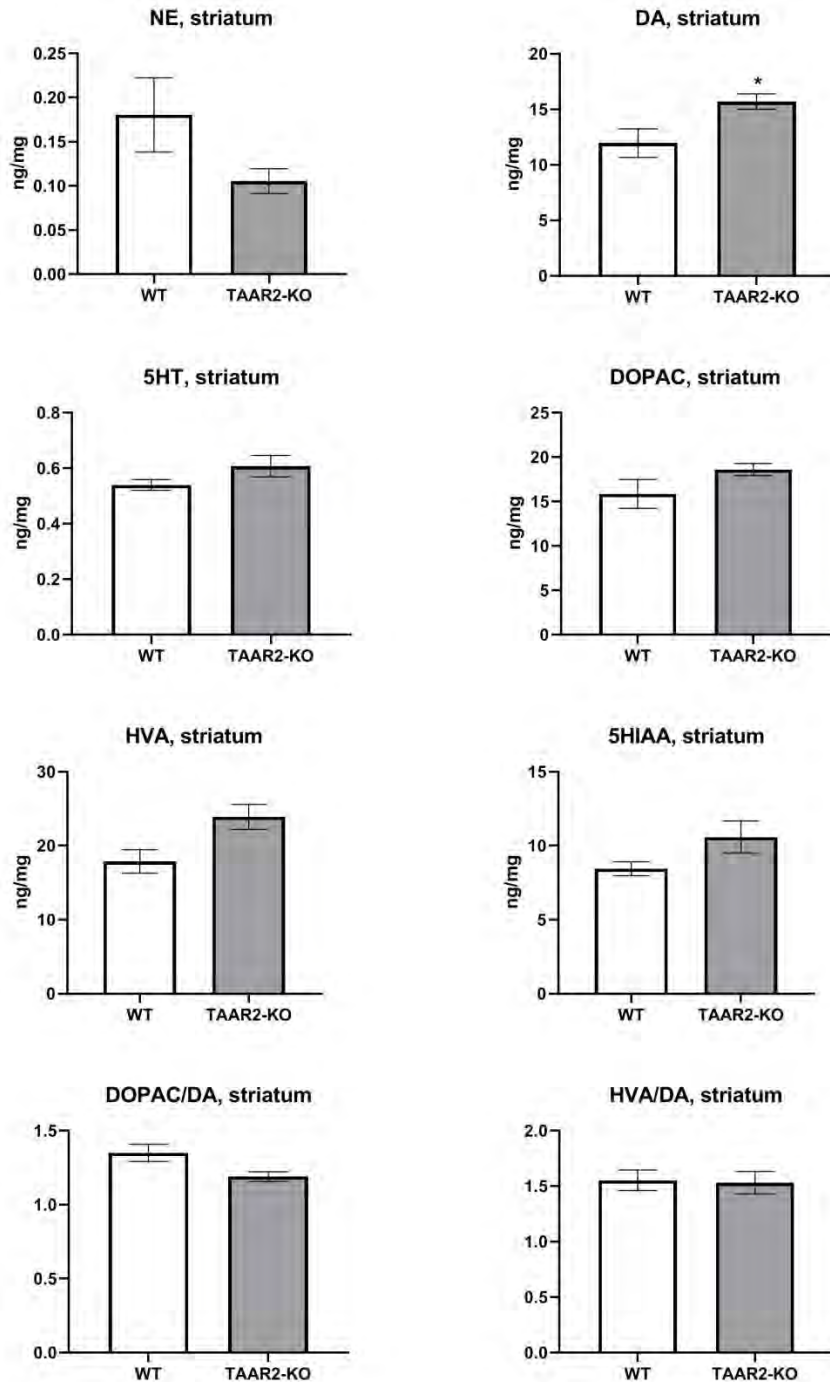 NE, striatum
0.25
0.20
0.15
0.10
0.05
0.00
ng/mg
WT
TAAR2-KO
DA, striatum
20
15
10
5
0
ng/mg
*
WT
TAAR2-KO
5HT, striatum
0.8
0.6
0.4
0.2
0.0
ng/mg
WT
TAAR2-KO
DOPAC, striatum
25
20
15
10
5
0
ng/mg
WT
TAAR2-KO
HVA, striatum
30
20
10
0
ng/mg
WT
TAAR2-KO
5HIAA, striatum
15
10
5
0
ng/mg
WT
TAAR2-KO
DOPAC/DA, striatum
1.5
1.0
0.5
0.0
WT
TAAR2-KO
HVA/DA, striatum
2.0
1.5
1.0
0.5
0.0
WT
TAAR2-KO